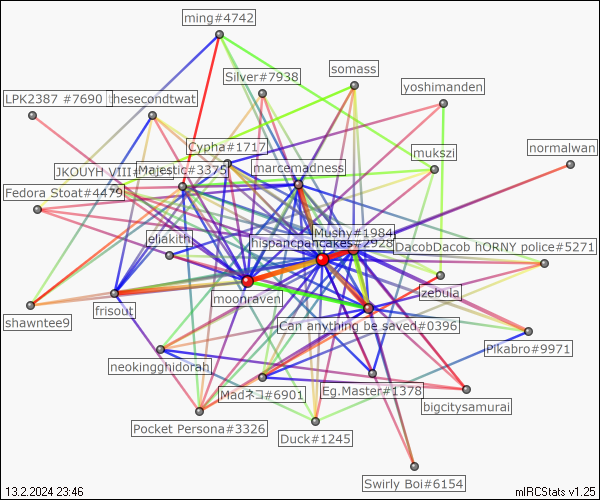 ming#4742
somass
Silver#7938
yoshimanden
LPK2387 #7690
thesecondtwat
normalwan
Cypha#1717
mukszi
marcemadness
JKOUYH VIII
Majestic#3375
Fedora Stoat#4479
Mushy#1984
eliakith
hispancpancakes#2928
DacobDacob hORNY police#5271
moonraven
zebula
frisout
shawntee9
Can anything be saved#0396
Pikabro#9971
neokingghidorah
Eg.Master#1378
Madネコ#6901
bigcitysamurai
Pocket Persona#3326
Duck#1245
Swirly Boi#6154
13.2.2024 23:46
mIRCStats v1.25